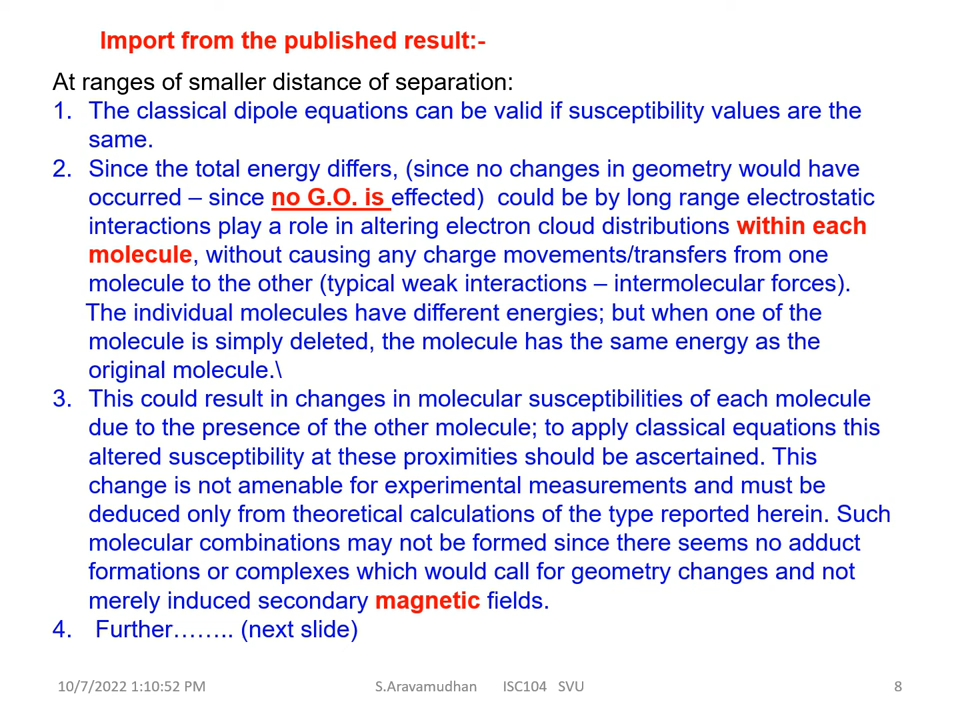 Import from the published result:-
At ranges of smaller distance of separation:
1. The classical dipole equations can be valid if susceptibility values are the
same.
2. Since the total energy differs, (since no changes in geometry would have
occurred – since no G.O. is effected) could be by long range electrostatic
interactions play a role in altering electron cloud distributions within each
molecule, without causing any charge movements/transfers from one
molecule to the other (typical weak interactions – intermolecular forces).
The individual molecules have different energies; but when one of the
molecule is simply deleted, the molecule has the same energy as the
original molecule.\
3. This could result in changes in molecular susceptibilities of each molecule
due to the presence of the other molecule; to apply classical equations this
altered susceptibility at these proximities should be ascertained. This
change is not amenable for experimental measurements and must be
deduced only from theoretical calculations of the type reported herein. Such
molecular combinations may not be formed since there seems no adduct
formations or complexes which would call for geometry changes and not
merely induced secondary magnetic fields.
4. Further…….. (next slide)
10/7/2022 1:10:52 PM S.Aravamudhan ISC104 SVU 8